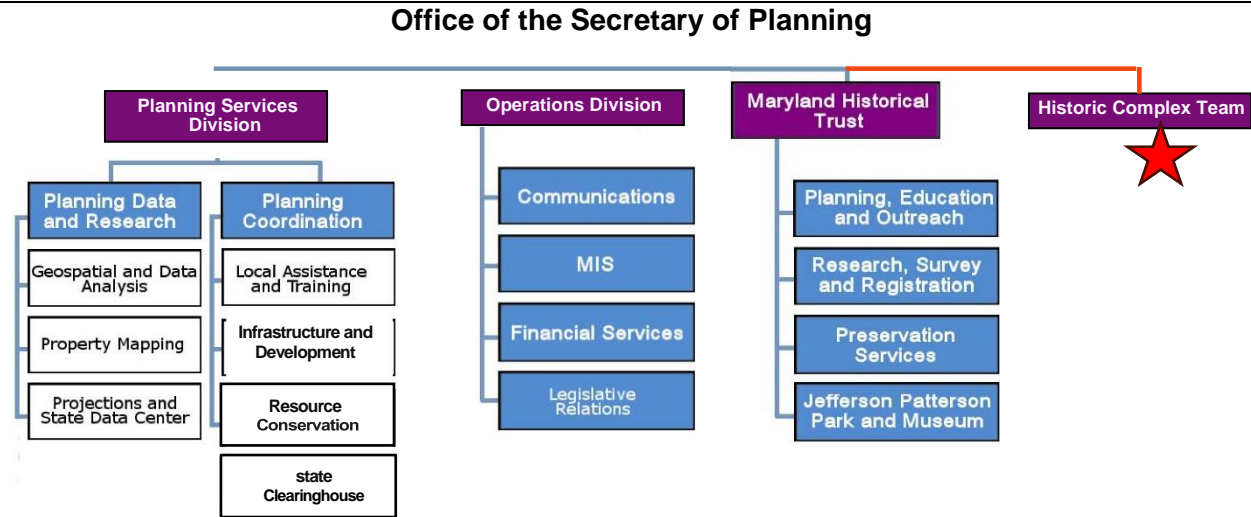 Office of the Secretary of Planning
Planning Services
Division
Operations Division
Maryland Historical
Trust
Historic Complex Team
Planning Data
and Research
Planning
Coordination
Geospatial and Data
Analysis
Local Assistance
and Training
Property Mapping
Infrastructure and
Development
Projections and
State Data Center
Resource
Conservation
state
Clearinghouse
Communications
MIS
Financial Services
Legislative
Relations
Planning, Education
and Outreach
Research, Survey
and Registration
Preservation
Services
Jefferson Patterson
Park and Museum